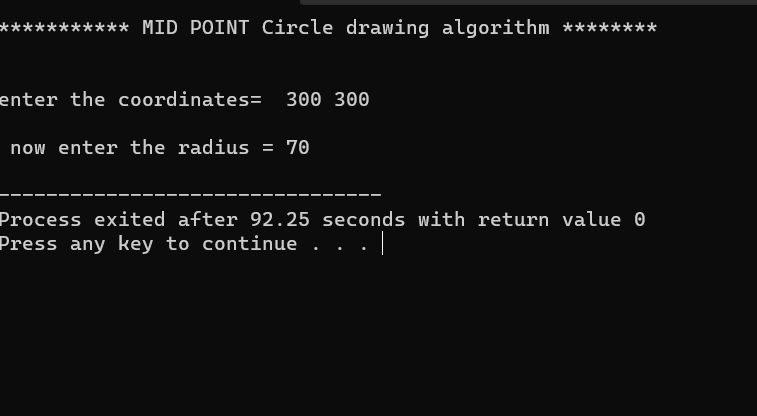 *********** MID POINT Circle drawing algorithm ********
enter the coordinates=  300 300
now enter the radius = 70
--------------------------------
Process exited after 92.25 seconds with return value 0
Press any key to continue . . .